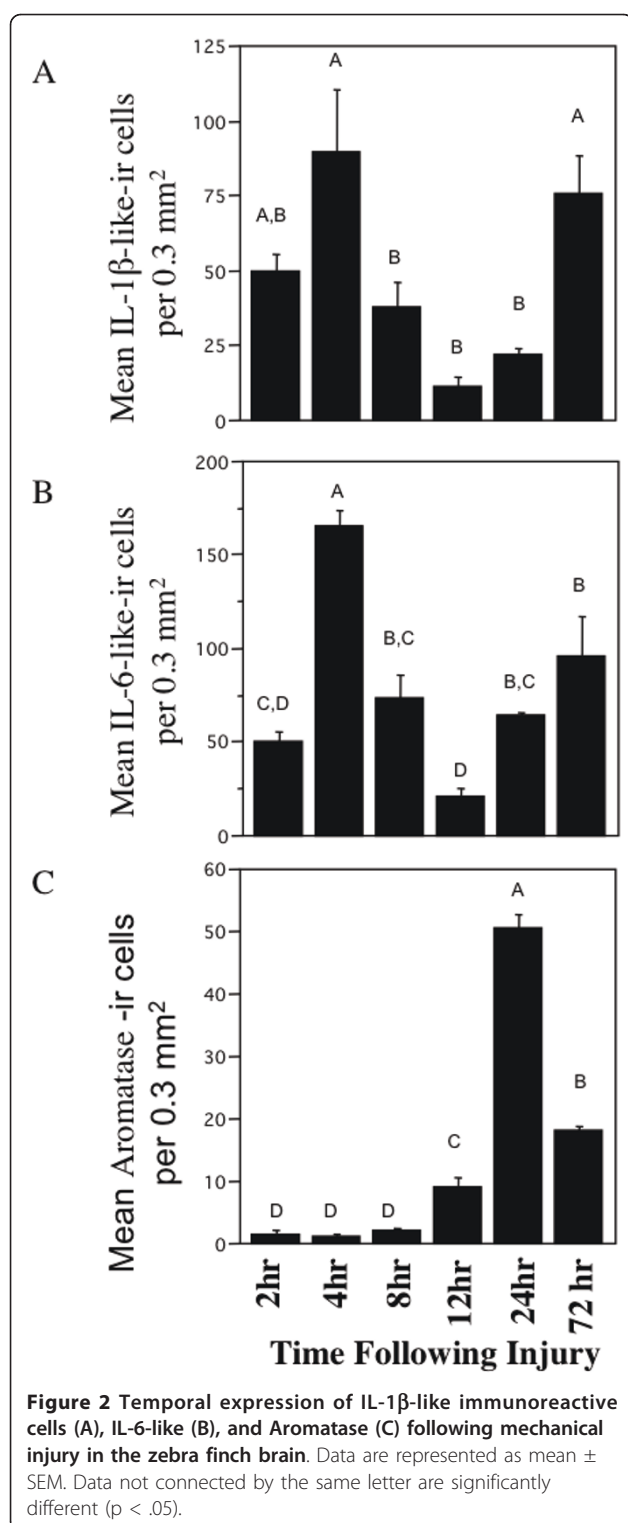 A
Mean IL-1β-like-ir cells
per 0.3 mm²
125
100
75
50
25
0
A,B
A
B
B
B
A
B
Mean IL-6-like-ir cells
per 0.3 mm²
200
150
100
50
0
C,D
A
B,C
D
B,C
B
C
Mean Aromatase -ir cells
per 0.3 mm²
60
50
40
30
20
10
0
D
D
D
C
A
B
2hr
4hr
8hr
12hr
24hr
72 hr
Time Following Injury
Figure 2 Temporal expression of IL-1β-like immunoreactive
cells (A), IL-6-like (B), and Aromatase (C) following mechanical
injury in the zebra finch brain. Data are represented as mean ±
SEM. Data not connected by the same letter are significantly
different (p < .05).